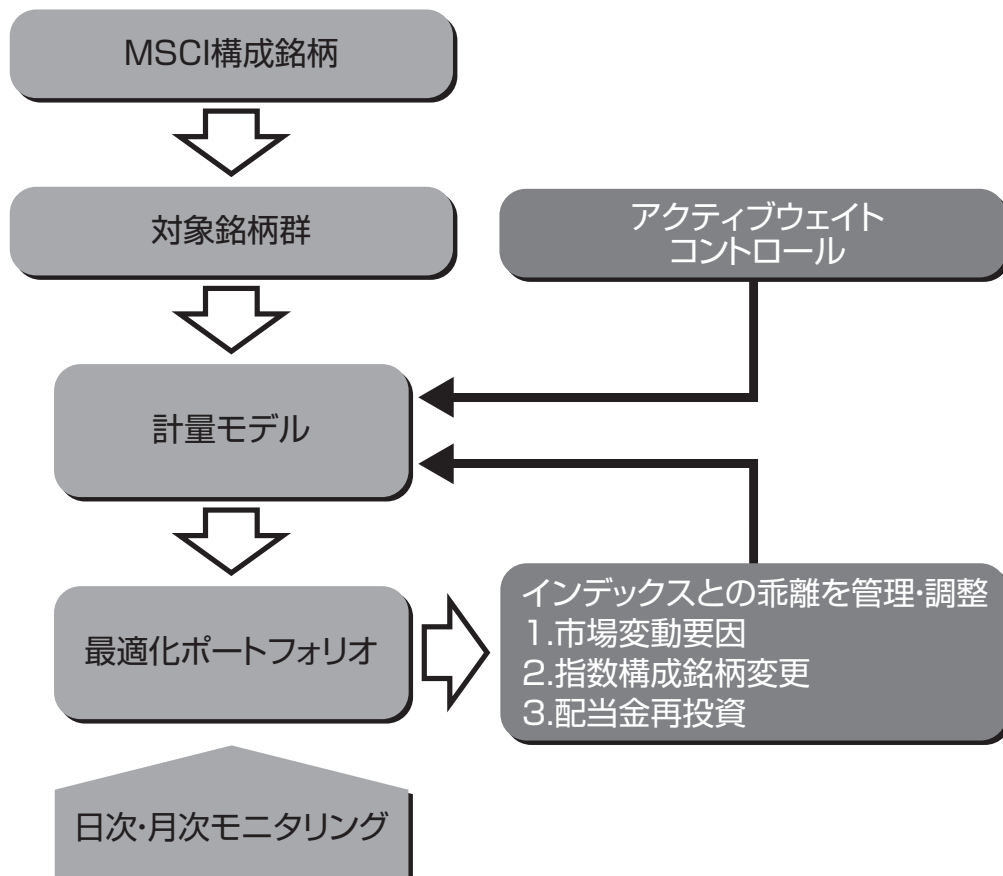 MSCI構成銘柄
対象銘柄群
アクティブウェイト
コントロール
計量モデル
最適化ポートフォリオ
インデックスとの乖離を管理・調整
1.市場変動要因
2.指数構成銘柄変更
3.配当金再投資
日次・月次モニタリング